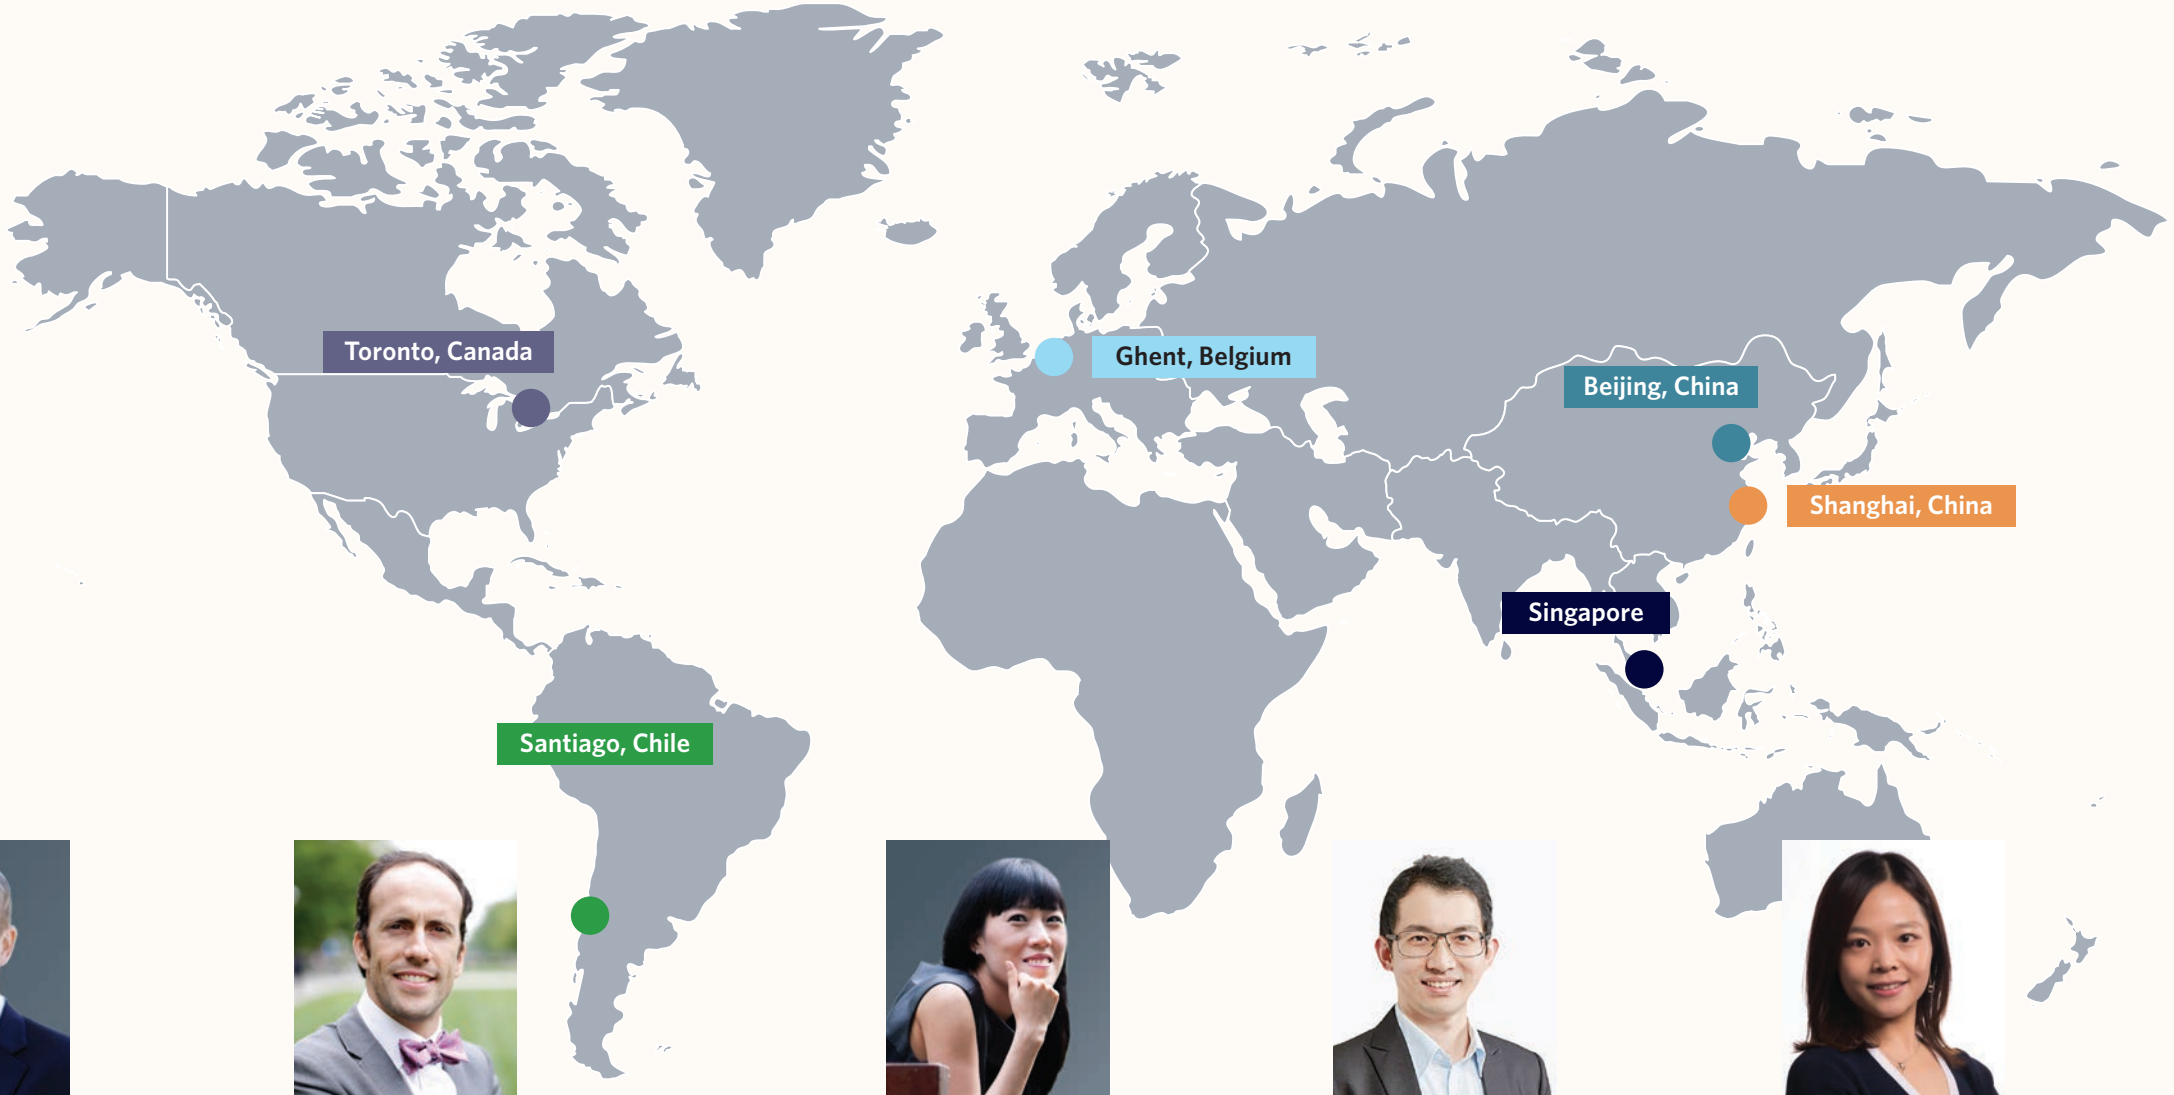 Toronto, Canada
Ghent, Belgium
Beijing, China
Shanghai, China
Singapore
Santiago, Chile